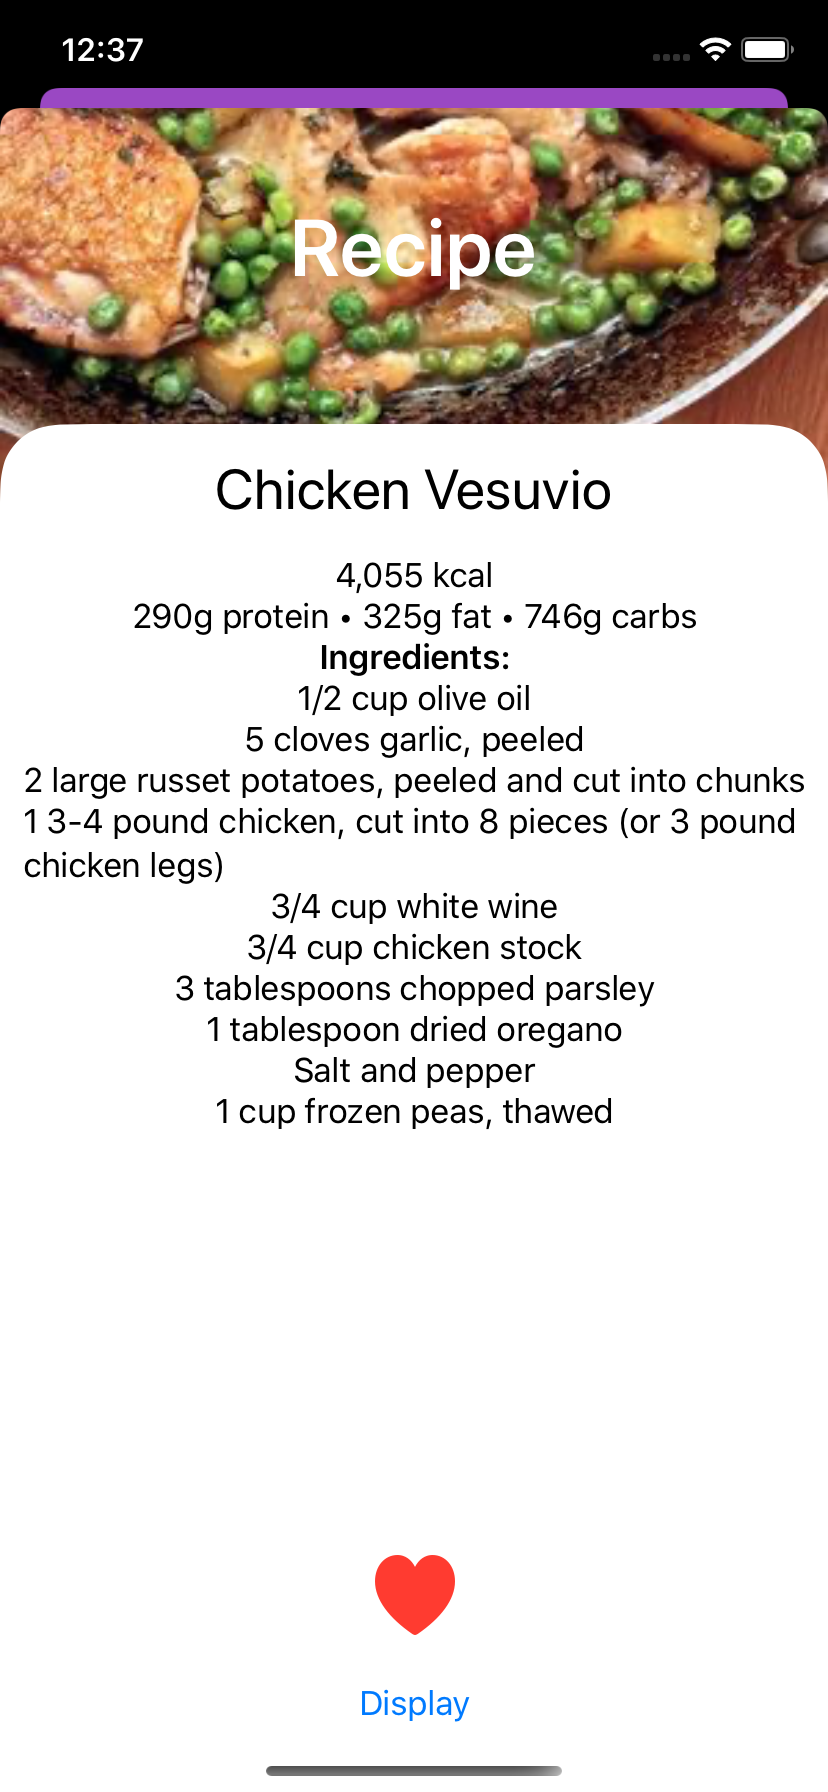 12:37
Recipe
Chicken Vesuvio
4,055 kcal
290g protein • 325g fat • 746g carbs
Ingredients:
1/2 cup olive oil
5 cloves garlic, peeled
2 large russet potatoes, peeled and cut into chunks
1 3-4 pound chicken, cut into 8 pieces (or 3 pound
chicken legs)
3/4 cup white wine
3/4 cup chicken stock
3 tablespoons chopped parsley
1 tablespoon dried oregano
Salt and pepper
1 cup frozen peas, thawed
Display